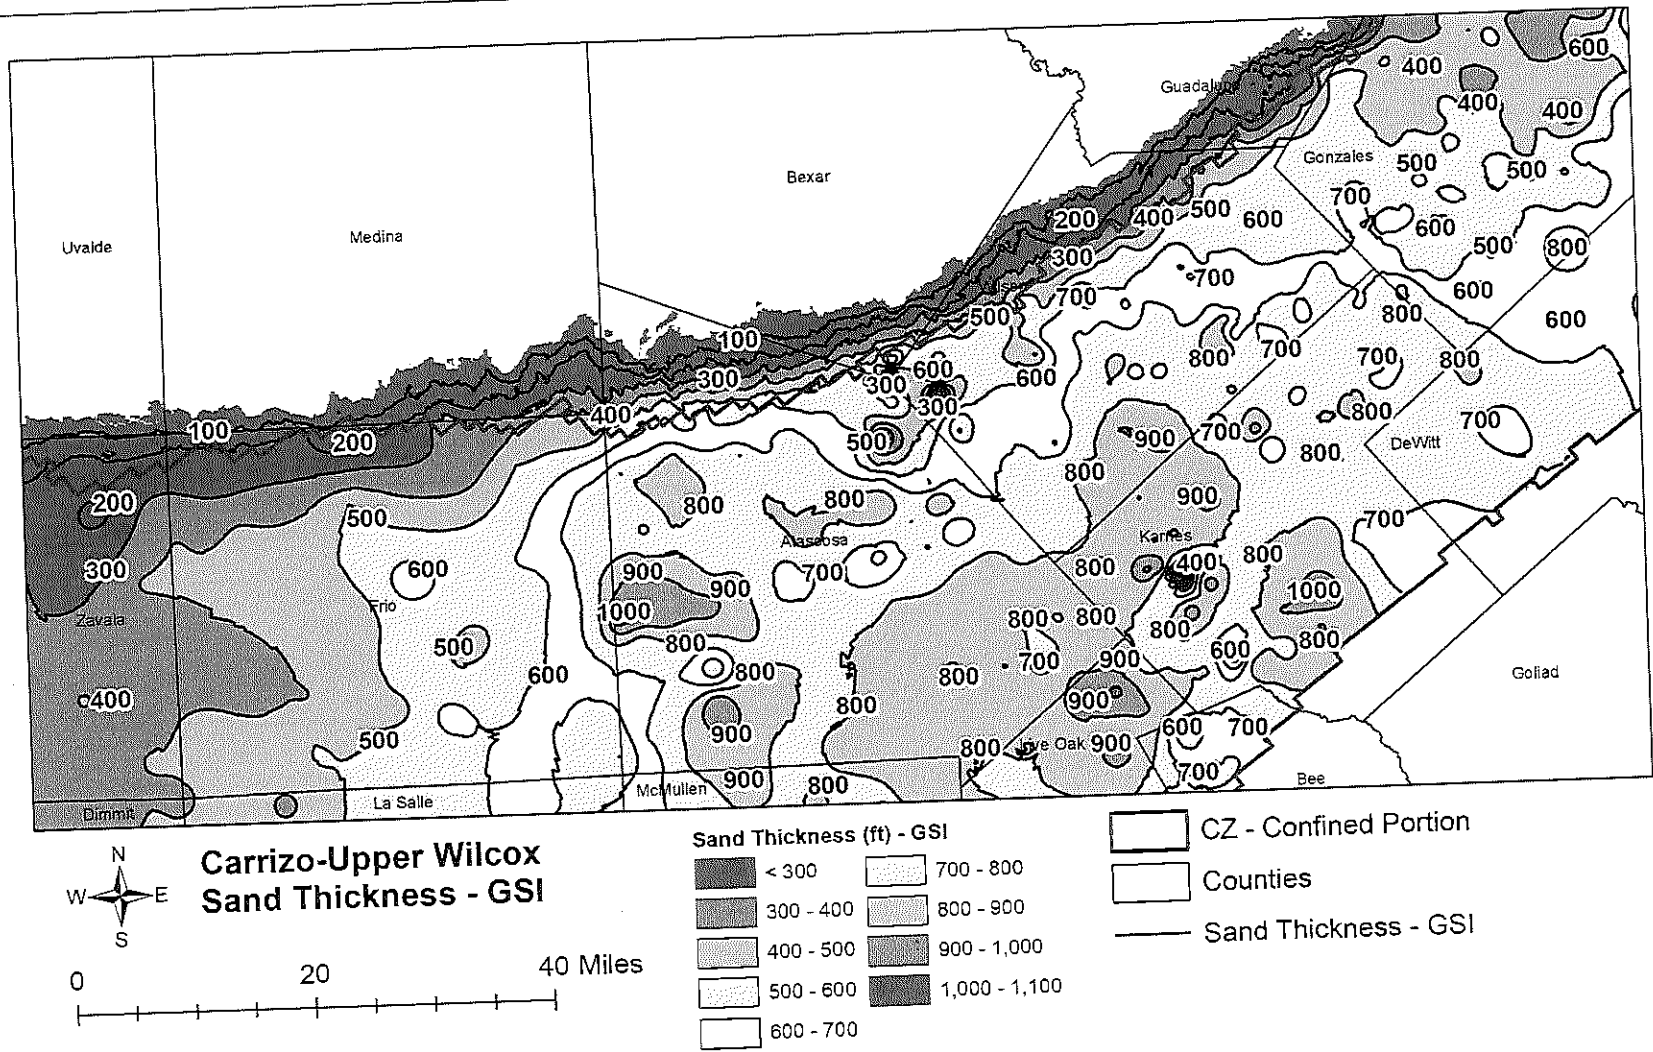 600
400
Guadalupe
400
400
Gonzales
500
500
Bexar
700
200
400
500
600
600
Uvalde
Medina
500
800
300
700
700
600
500
800
600
100
800
700
700
800
300
600
600
300
400
300
800
700
100
200
500
700
900
DeWitt
800
800
200
800
800
900
500
700
Atascosa
Karnes
300
600
900
700
800
400
800
Frio
900
1000
1000
Zavala
800
800
800
500
800
800
600
700
900
Goliad
600
800
800
400
900
800
500
900
600
700
800
Live Oak
900
900
700
Bee
McMullen
800
La Salle
Dimmit
Carrizo-Upper Wilcox
Sand Thickness - GSI
N
W E
S
0 20 40 Miles
Sand Thickness (ft) - GSI
< 300
300 - 400
400 - 500
500 - 600
600 - 700
700 - 800
800 - 900
900 - 1,000
1,000 - 1,100
CZ - Confined Portion
Counties
Sand Thickness - GSI